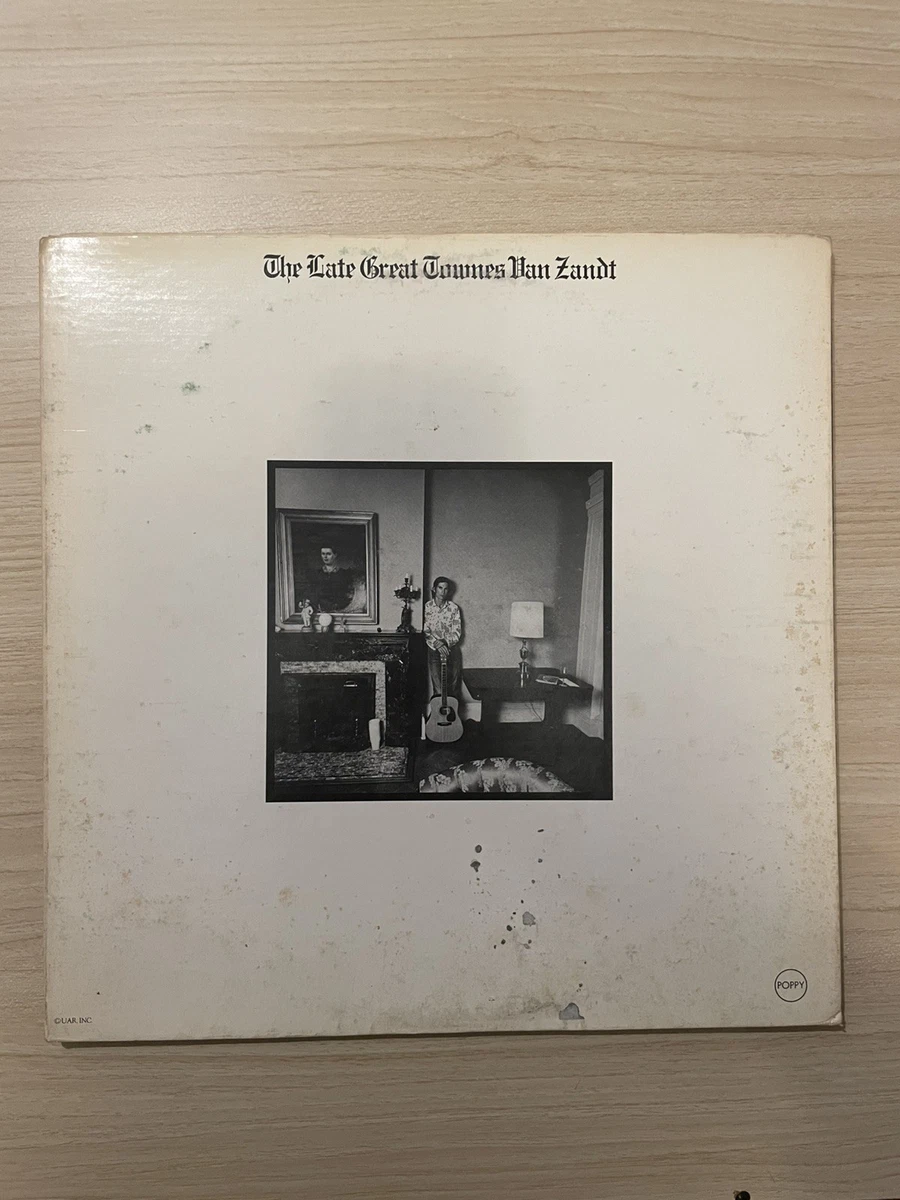 The Late Great Townes Van Zandt
POPPY
©UAR, INC.